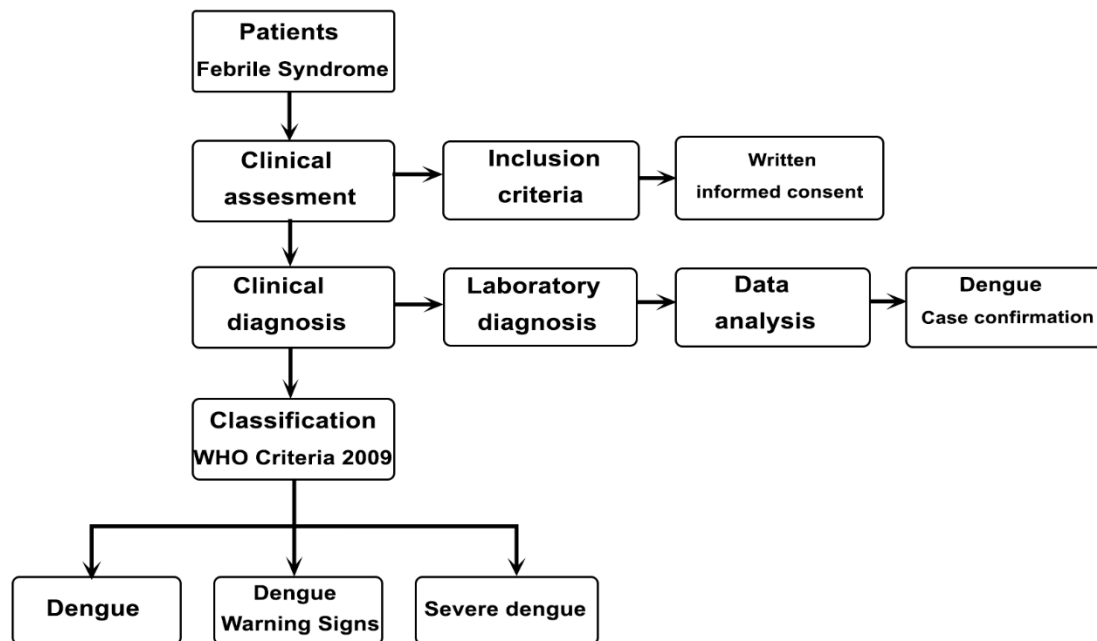 Patients
Febrile Syndrome
Clinical
assesment
Inclusion
criteria
Written
informed consent
Clinical
diagnosis
Laboratory
diagnosis
Data
analysis
Dengue
Case confirmation
Classification
WHO Criteria 2009
Dengue
Dengue
Warning Signs
Severe dengue